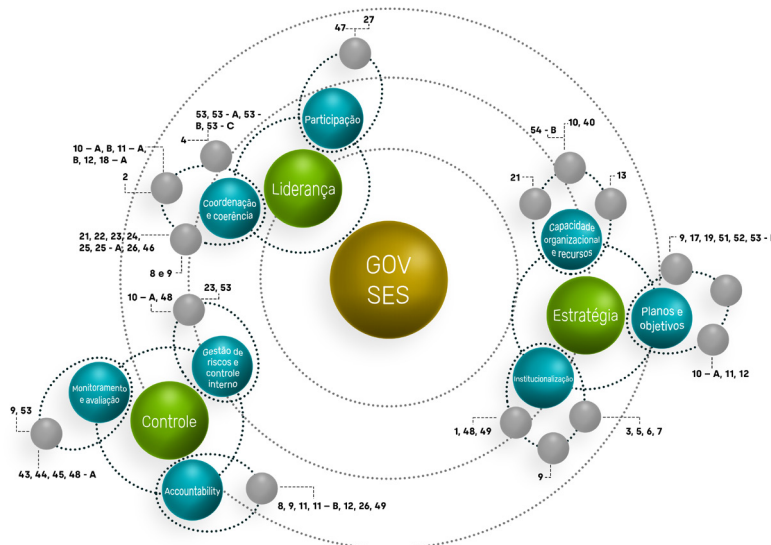 27
47
Participação
53, 53 - A, 53 -
B, 53 - C
4
10 – A, B, 11 – A,
B, 12, 18 – A
2
Liderança
Coordenação
e coerência
21, 22, 23, 24,
25, 25 - A, 26, 46
8 e 9
GOV
SES
10, 40
54 - B
21
13
Capacidade
organizacional
e recursos
9, 17, 19, 51, 52, 53 -
Estratégia
Planos e
objetivos
10 – A, 11, 12
Institucionalização
1, 48, 49
3, 5, 6, 7
9
23, 53
10 – A, 48
Gestão de
riscos e
controle
interno
Monitoramento
e avaliação
Controle
9, 53
43, 44, 45, 48 - A
Accountability
8, 9, 11, 11 – B, 12, 26, 49